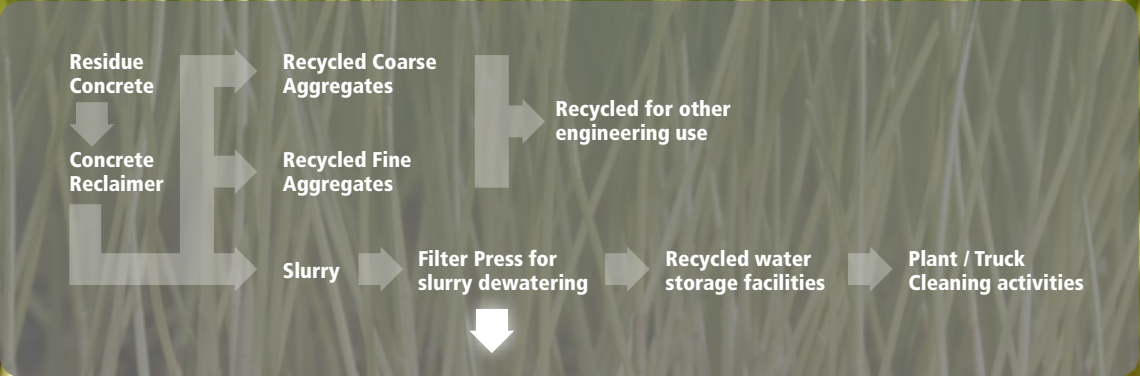 Residue
Concrete
Recycled Coarse
Aggregates
Recycled for other
engineering use
Concrete
Reclaimer
Recycled Fine
Aggregates
Slurry
Filter Press for
slurry dewatering
Recycled water
storage facilities
Plant / Truck
Cleaning activities